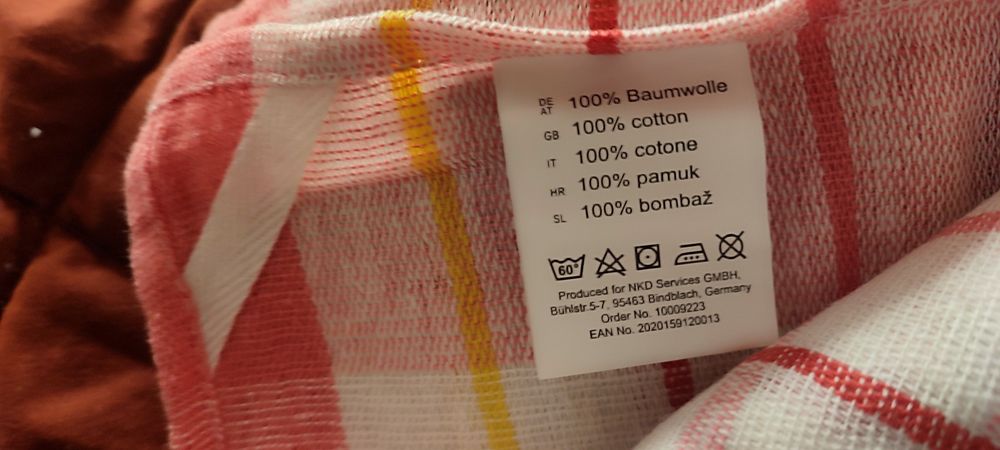 DE AT 100% Baumwolle
GB 100% cotton
IT 100% cotone
HR 100% pamuk
SL 100% bombaž
60°
Produced for NKD Services GMBH,
Bühlstr.5-7, 95463 Bindblach, Germany
Order No. 10009223
EAN No. 2020159120013